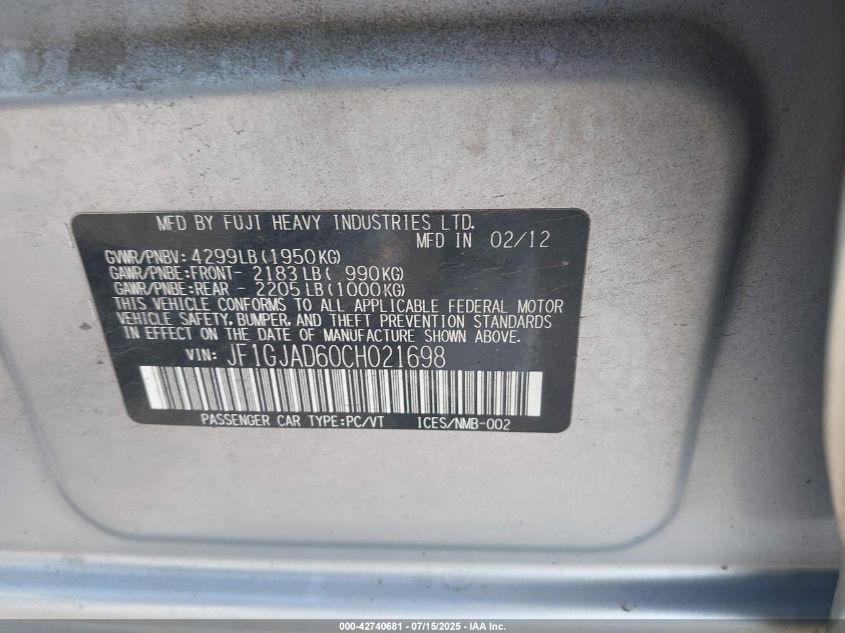 MFD BY FUJI HEAVY INDUSTRIES LTD.
MFD IN 02/12
GVWR/PNBV: 4299LB(1950KG)
GAWR/PNBE:FRONT- 2183LB( 990KG)
GAWR/PNBE:REAR - 2205LB(1000KG)
THIS VEHICLE CONFORMS TO ALL APPLICABLE FEDERAL MOTOR
VEHICLE SAFETY, BUMPER, AND THEFT PREVENTION STANDARDS
IN EFFECT ON THE DATE OF MANUFACTURE SHOWN ABOVE.
VIN: JF1GJAD60CH021698
PASSENGER CAR TYPE:PC/VT ICES/NMB-002
000-42740681 - 07/15/2025 - IAA Inc.